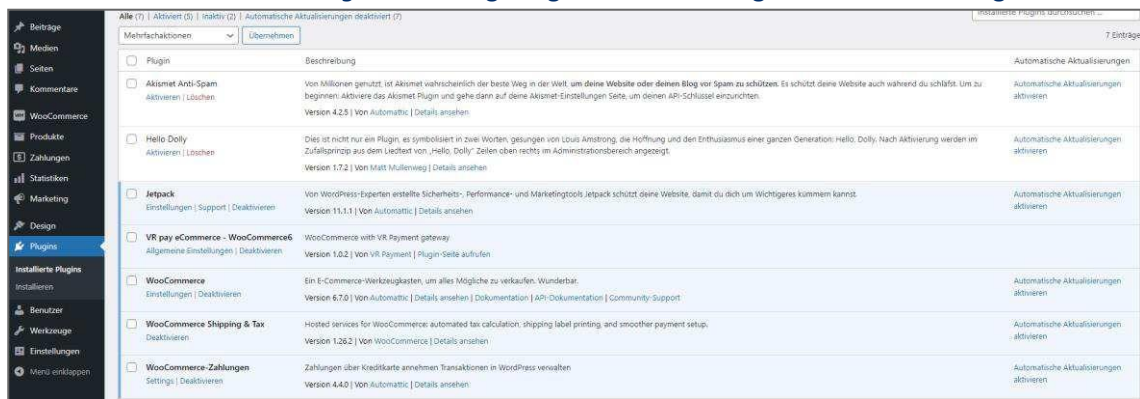 Alle (7) | Aktiviert (5) | Inaktiv (2) | Automatische Aktualisierungen deaktiviert (7)
Installierte Plugins durchsuchen ...
Mehrfachaktionen
Übernehmen
7 Einträge
Beiträge
Medien
Seiten
Kommentare
WooCommerce
Produkte
Zahlungen
Statistiken
Marketing
Design
Plugins
Installierte Plugins
Installieren
Benutzer
Werkzeuge
Einstellungen
Menü einklappen
Plugin
Beschreibung
Automatische Aktualisierungen
Akismet Anti-Spam
Aktivieren | Löschen
Von Millionen genutzt, ist Akismet wahrscheinlich der beste Weg in der Welt, um deine Website oder deinen Blog vor Spam zu schützen. Es schützt deine Website auch während du schläfst. Um zu
beginnen: Aktiviere das Akismet-Plugin und gehe dann auf deine Akismet-Einstellungen Seite, um deinen API-Schlüssel einzurichten.
Version 4.2.5 | Von Automattic | Details ansehen
Automatische Aktualisierungen
aktivieren
Hello Dolly
Aktivieren | Löschen
Dies ist nicht nur ein Plugin, es symbolisiert in zwei Worten, gesungen von Louis Amstrong, die Hoffnung und den Enthusiasmus einer ganzen Generation: Hello, Dolly. Nach Aktivierung werden im
Zufallsprinzip aus dem Liedtext von „Hello, Dolly" Zeilen oben rechts im Adminstrationsbereich angezeigt.
Version 1.7.2 | Von Matt Mullenweg | Details ansehen
Automatische Aktualisierungen
aktivieren
Jetpack
Einstellungen | Support | Deaktivieren
Von WordPress-Experten erstellte Sicherheits-, Performance- und Marketingtools Jetpack schützt deine Website, damit du dich um Wichtigeres kümmern kannst.
Version 11.1.1 | Von Automattic | Details ansehen
Automatische Aktualisierungen
aktivieren
VR pay eCommerce - WooCommerce6
Allgemeine Einstellungen | Deaktivieren
WooCommerce with VR Payment gateway
Version 1.0.2 | Von VR Payment | Plugin-Seite aufrufen
WooCommerce
Einstellungen | Deaktivieren
Ein E-Commerce-Werkzeugkasten, um alles Mögliche zu verkaufen. Wunderbar.
Version 6.7.0 | Von Automattic | Details ansehen | Dokumentation | API-Dokumentation | Community-Support
Automatische Aktualisierungen
aktivieren
WooCommerce Shipping & Tax
Deaktivieren
Hosted services for WooCommerce: automated tax calculation, shipping label printing, and smoother payment setup.
Version 1.26.2 | Von WooCommerce | Details ansehen
Automatische Aktualisierungen
aktivieren
WooCommerce-Zahlungen
Settings | Deaktivieren
Zahlungen über Kreditkarte annehmen Transaktionen in WordPress verwalten
Version 4.4.0 | Von Automattic | Details ansehen
Automatische Aktualisierungen
aktivieren